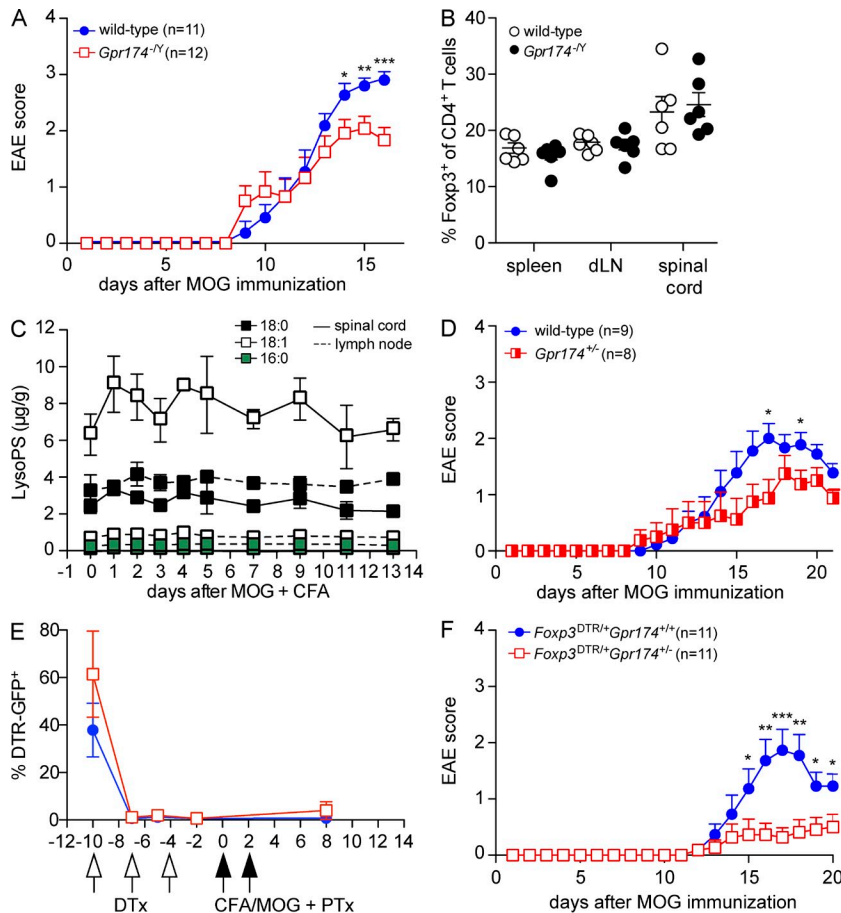 A
wild-type (n=11)
Gpr174-/Y (n=12)
EAE score
4
3
2
1
0
* ** ***
0 5 10 15
days after MOG immunization
B
wild-type
Gpr174-/Y
% Foxp3+ of CD4+ T cells
40
30
20
10
0
spleen dLN spinal
cord
C
18:0 spinal cord
18:1 lymph node
16:0
LysoPS (µg/g)
12
10
8
6
4
2
0
-1 0 1 2 3 4 5 6 7 8 9 10 11 12 13 14
days after MOG + CFA
D
wild-type (n=9)
Gpr174+/- (n=8)
EAE score
4
3
2
1
0
* *
0 5 10 15 20
days after MOG immunization
E
% DTR-GFP+
80
60
40
20
0
-12 -10 -8 -6 -4 -2 0 2 4 6 8 10 12 14
DTx CFA/MOG + PTx
F
Foxp3DTR/+Gpr174+/+ (n=11)
Foxp3DTR/+Gpr174+/- (n=11)
EAE score
4
3
2
1
0
* ** *** ** * *
0 5 10 15 20
days after MOG immunization